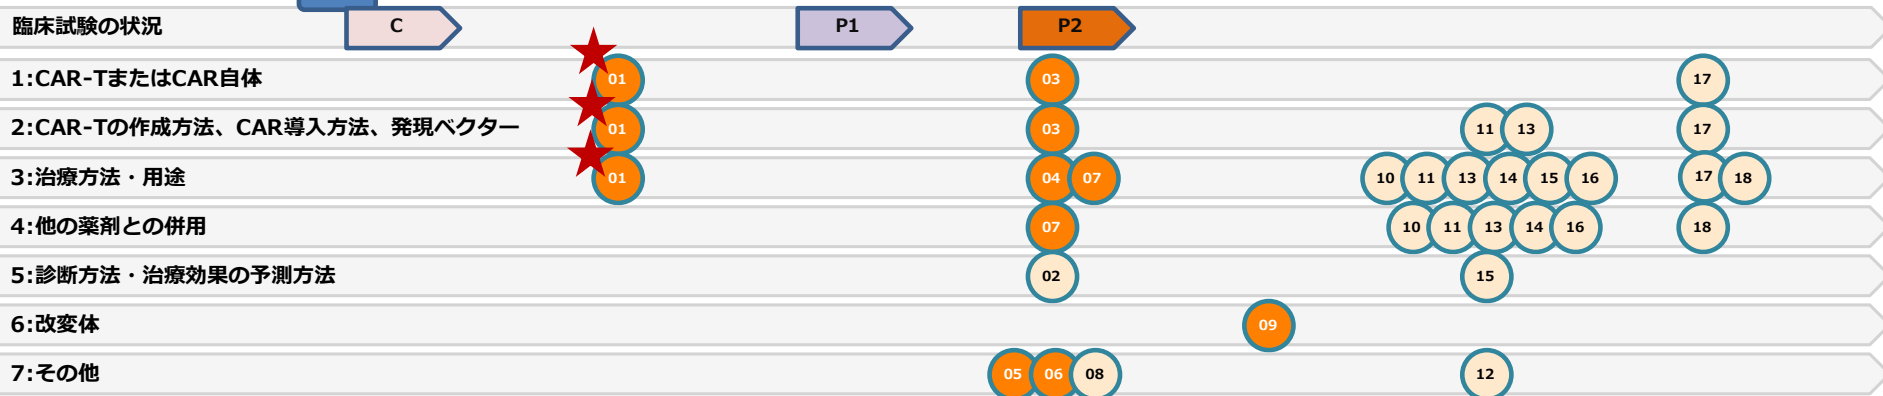 臨床試験の状況 C P1 P2
1:CAR-TまたはCAR自体 01 03 17
2:CAR-Tの作成方法、CAR導入方法、発現ベクター 01 03 11 13 17
3:治療方法・用途 01 04 07 10 11 13 14 15 16 17 18
4:他の薬剤との併用 07 10 11 13 14 16 18
5:診断方法・治療効果の予測方法 02 15
6:改変体 09
7:その他 05 06 08 12